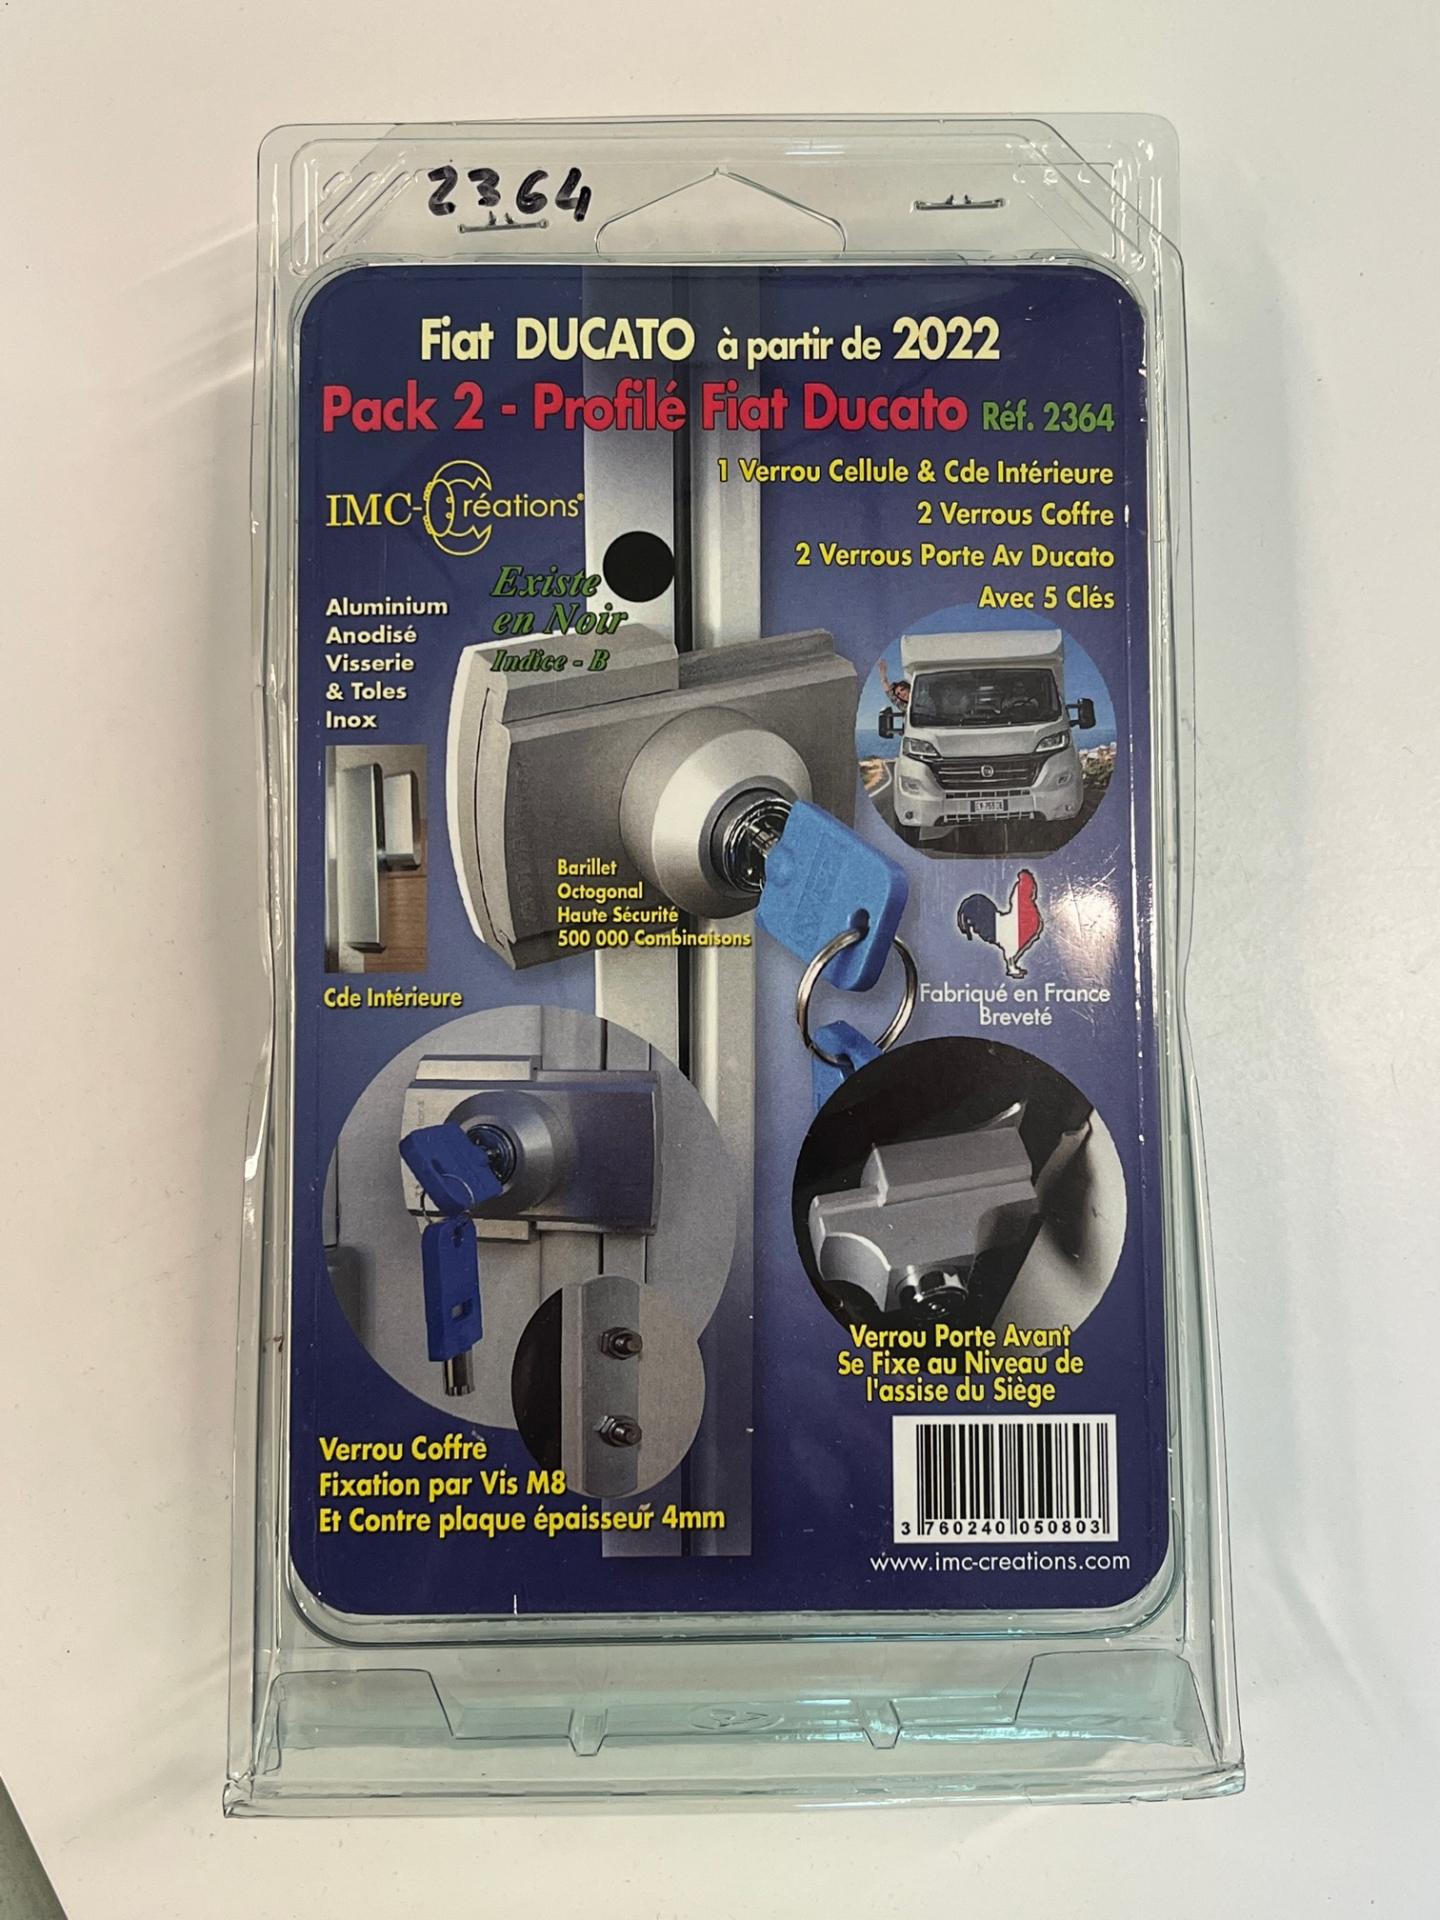 2364
Fiat DUCATO à partir de 2022
Pack 2 - Profilé Fiat Ducato Réf. 2364
1 Verrou Cellule & Cde Intérieure
IMC-Créations®
2 Verrous Coffre
2 Verrous Porte Av Ducato
Avec 5 Clés
Existe
en Noir
Indice - B
Aluminium
Anodisé
Visserie
& Toles
Inox
Barillet
Octogonal
Haute Sécurité
500 000 Combinaisons
Cde Intérieure
Fabriqué en France
Breveté
Verrou Porte Avant
Se Fixe au Niveau de
l'assise du Siège
Verrou Coffre
Fixation par Vis M8
Et Contre plaque épaisseur 4mm
3 760240 050803
www.imc-creations.com